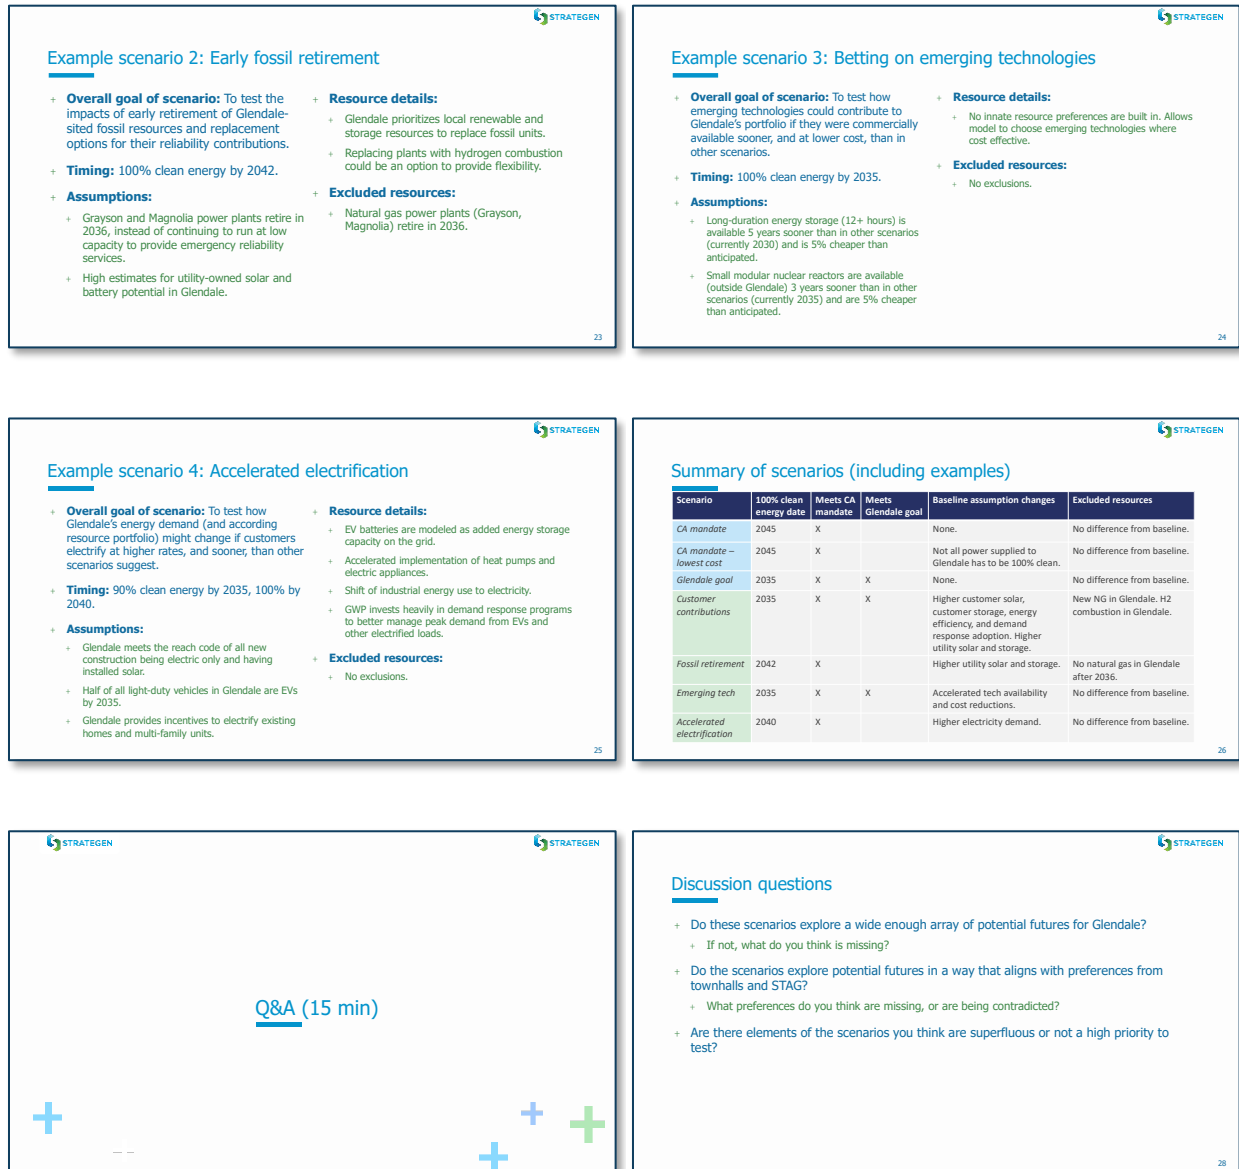 STRATEGEN
Example scenario 2: Early fossil retirement
+ Overall goal of scenario: To test the
impacts of early retirement of Glendale-
sited fossil resources and replacement
options for their reliability contributions.
+ Timing: 100% clean energy by 2042.
+ Assumptions:
+ Grayson and Magnolia power plants retire in
2036, instead of continuing to run at low
capacity to provide emergency reliability
services.
+ High estimates for utility-owned solar and
battery potential in Glendale.
+ Resource details:
+ Glendale prioritizes local renewable and
storage resources to replace fossil units.
+ Replacing plants with hydrogen combustion
could be an option to provide flexibility.
+ Excluded resources:
+ Natural gas power plants (Grayson,
Magnolia) retire in 2036.
23
STRATEGEN
Example scenario 3: Betting on emerging technologies
+ Overall goal of scenario: To test how
emerging technologies could contribute to
Glendale's portfolio if they were commercially
available sooner, and at lower cost, than in
other scenarios.
+ Timing: 100% clean energy by 2035.
+ Assumptions:
+ Long-duration energy storage (12+ hours) is
available 5 years sooner than in other scenarios
(currently 2030) and is 5% cheaper than
anticipated.
+ Small modular nuclear reactors are available
(outside Glendale) 3 years sooner than in other
scenarios (currently 2035) and are 5% cheaper
than anticipated.
+ Resource details:
+ No innate resource preferences are built in. Allows
model to choose emerging technologies where
cost effective.
+ Excluded resources:
+ No exclusions.
24
STRATEGEN
Example scenario 4: Accelerated electrification
+ Overall goal of scenario: To test how
Glendale's energy demand (and according
resource portfolio) might change if customers
electrify at higher rates, and sooner, than other
scenarios suggest.
+ Timing: 90% clean energy by 2035, 100% by
2040.
+ Assumptions:
+ Glendale meets the reach code of all new
construction being electric only and having
installed solar.
+ Half of all light-duty vehicles in Glendale are EVs
by 2035.
+ Glendale provides incentives to electrify existing
homes and multi-family units.
+ Resource details:
+ EV batteries are modeled as added energy storage
capacity on the grid.
+ Accelerated implementation of heat pumps and
electric appliances.
+ Shift of industrial energy use to electricity.
+ GWP invests heavily in demand response programs
to better manage peak demand from EVs and
other electrified loads.
+ Excluded resources:
+ No exclusions.
25
STRATEGEN
Summary of scenarios (including examples)
Scenario 100% clean energy date Meets CA mandate Meets Glendale goal Baseline assumption changes Excluded resources
CA mandate 2045 X None. No difference from baseline.
CA mandate – lowest cost 2045 X Not all power supplied to Glendale has to be 100% clean. No difference from baseline.
Glendale goal 2035 X X None. No difference from baseline.
Customer contributions 2035 X X Higher customer solar, customer storage, energy efficiency, and demand response adoption. Higher utility solar and storage. New NG in Glendale. H2 combustion in Glendale.
Fossil retirement 2042 X Higher utility solar and storage. No natural gas in Glendale after 2036.
Emerging tech 2035 X X Accelerated tech availability and cost reductions. No difference from baseline.
Accelerated electrification 2040 X Higher electricity demand. No difference from baseline.
26
STRATEGEN
STRATEGEN
Q&A (15 min)
STRATEGEN
Discussion questions
+ Do these scenarios explore a wide enough array of potential futures for Glendale?
+ If not, what do you think is missing?
+ Do the scenarios explore potential futures in a way that aligns with preferences from
townhalls and STAG?
+ What preferences do you think are missing, or are being contradicted?
+ Are there elements of the scenarios you think are superfluous or not a high priority to
test?
28